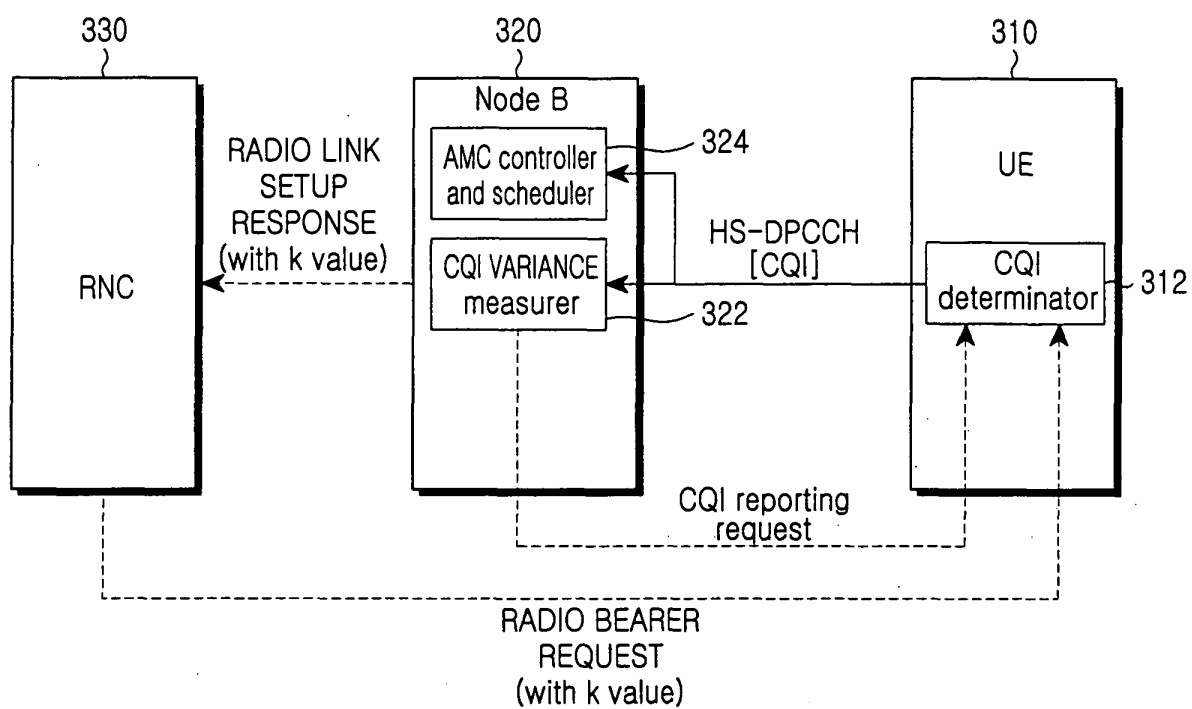 330
320
310
Node B
AMC controller
and scheduler
324
UE
RADIO LINK
SETUP
RESPONSE
(with k value)
HS-DPCCH
[CQI]
RNC
CQI VARIANCE
measurer
322
CQI
determinator
312
CQI reporting
request
RADIO BEARER
REQUEST
(with k value)